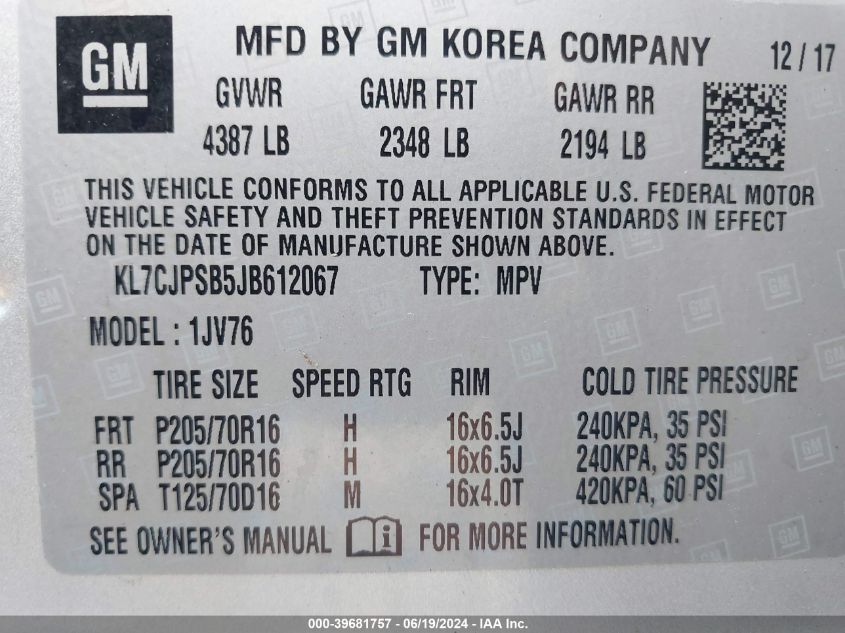 GM
MFD BY GM KOREA COMPANY 12 / 17
GVWR GAWR FRT GAWR RR
4387 LB 2348 LB 2194 LB
THIS VEHICLE CONFORMS TO ALL APPLICABLE U.S. FEDERAL MOTOR
VEHICLE SAFETY AND THEFT PREVENTION STANDARDS IN EFFECT
ON THE DATE OF MANUFACTURE SHOWN ABOVE.
KL7CJPSB5JB612067 TYPE: MPV
MODEL : 1JV76
TIRE SIZE SPEED RTG RIM COLD TIRE PRESSURE
FRT P205/70R16 H 16x6.5J 240KPA, 35 PSI
RR P205/70R16 H 16x6.5J 240KPA, 35 PSI
SPA T125/70D16 M 16x4.0T 420KPA, 60 PSI
SEE OWNER'S MANUAL i FOR MORE INFORMATION.
000-39681757 - 06/19/2024 - IAA Inc.